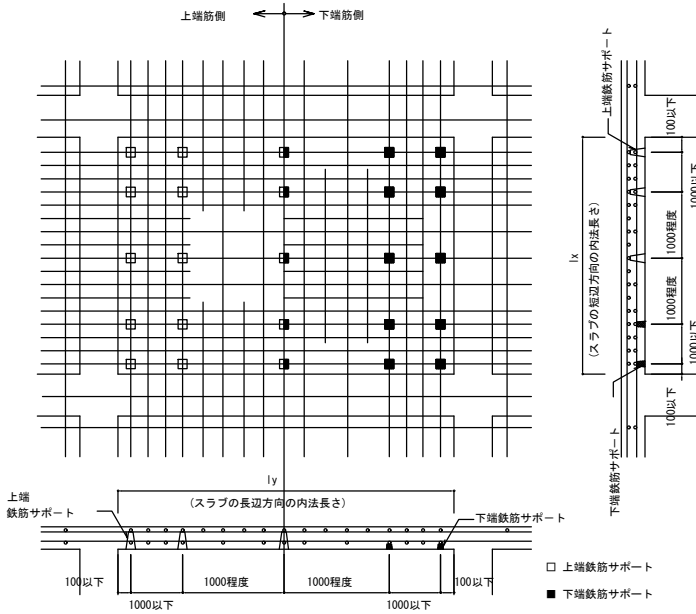 上端筋側
下端筋側
上端鉄筋サポート
100以下
1000以下
1000程度
lx
(スラブの短辺方向の内法長さ)
1000程度
1000以下
100以下
下端鉄筋サポート
ly
(スラブの長辺方向の内法長さ)
上端
鉄筋サポート
下端鉄筋サポート
100以下
1000程度
1000程度
100以下
1000以下
1000以下
□ 上端鉄筋サポート
■ 下端鉄筋サポート